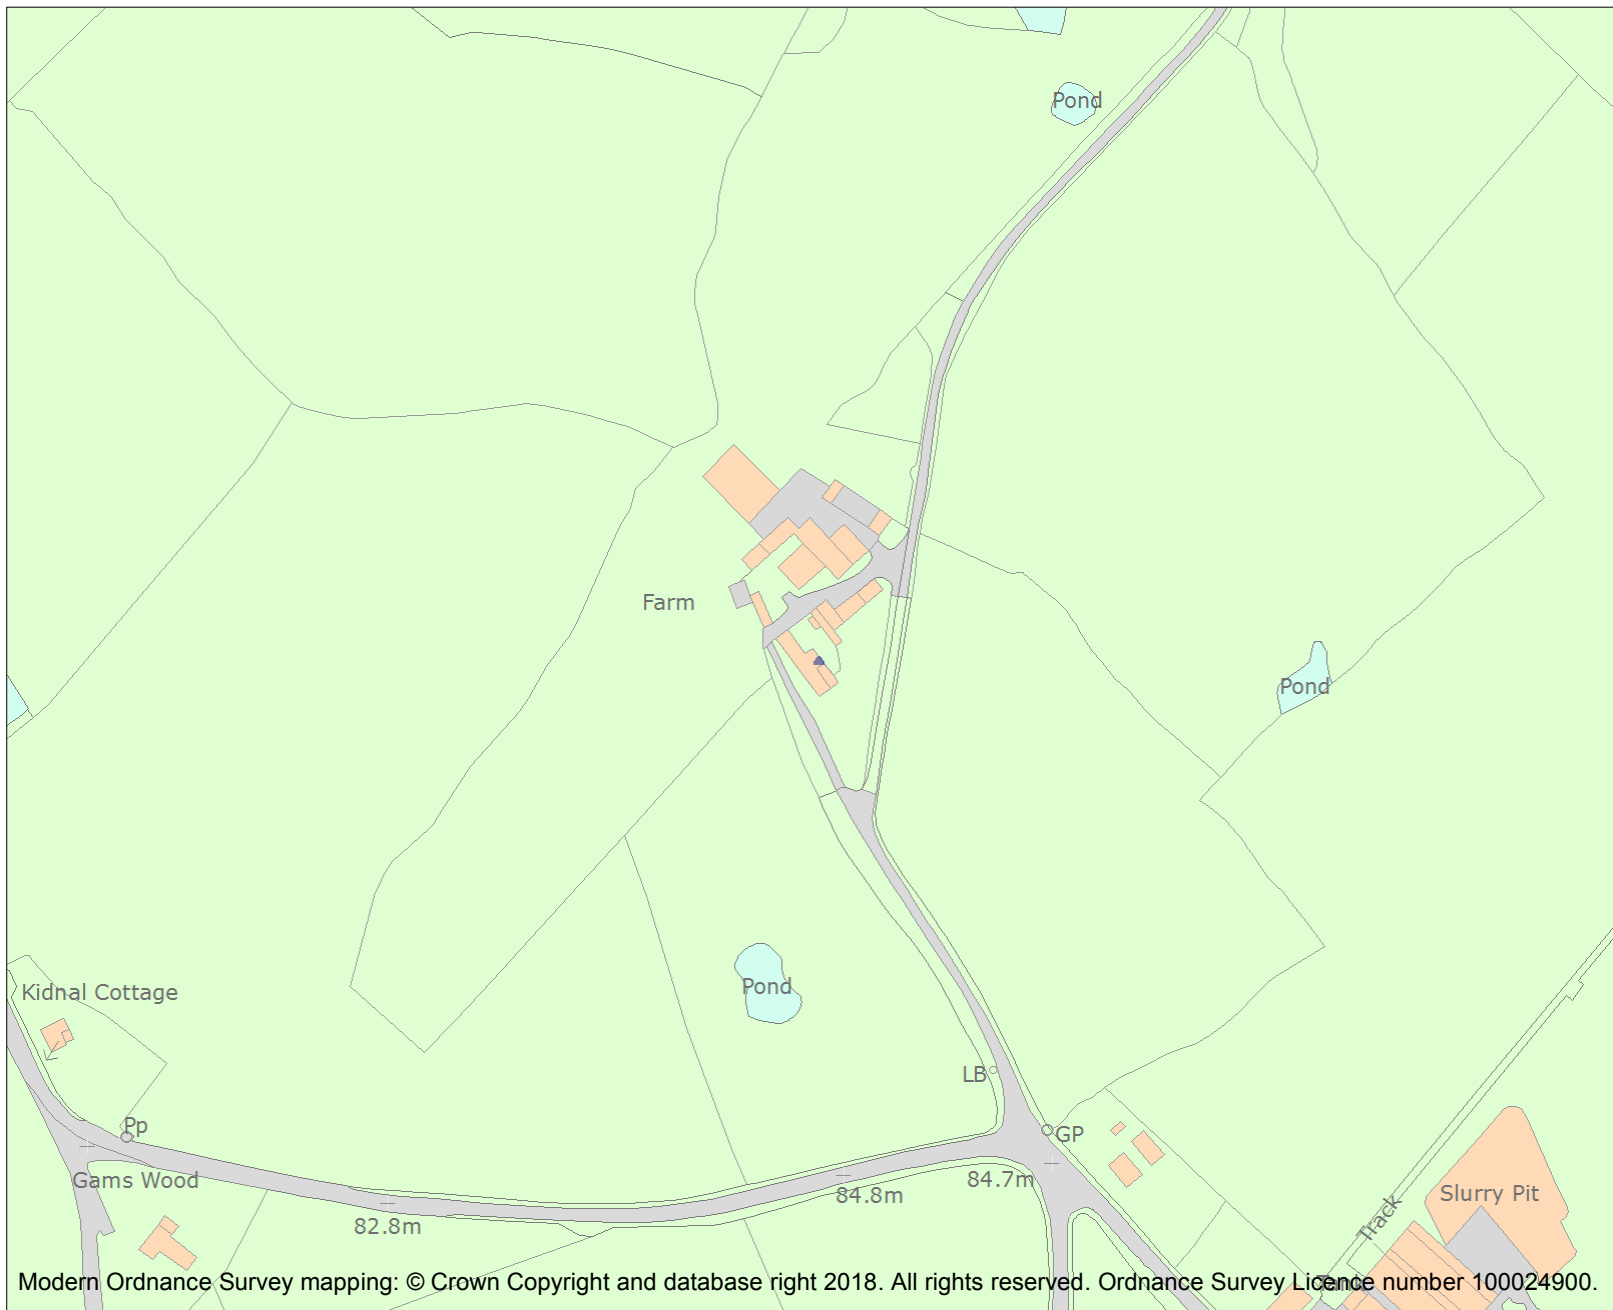 Pond
Farm
Pond
Pond
Kidnal Cottage
LB
Pp
GP
Gams Wood
84.7m
84.8m
82.8m
Slurry Pit
Track
Modern Ordnance Survey mapping: © Crown Copyright and database right 2018. All rights reserved. Ordnance Survey Licence number 100024900.